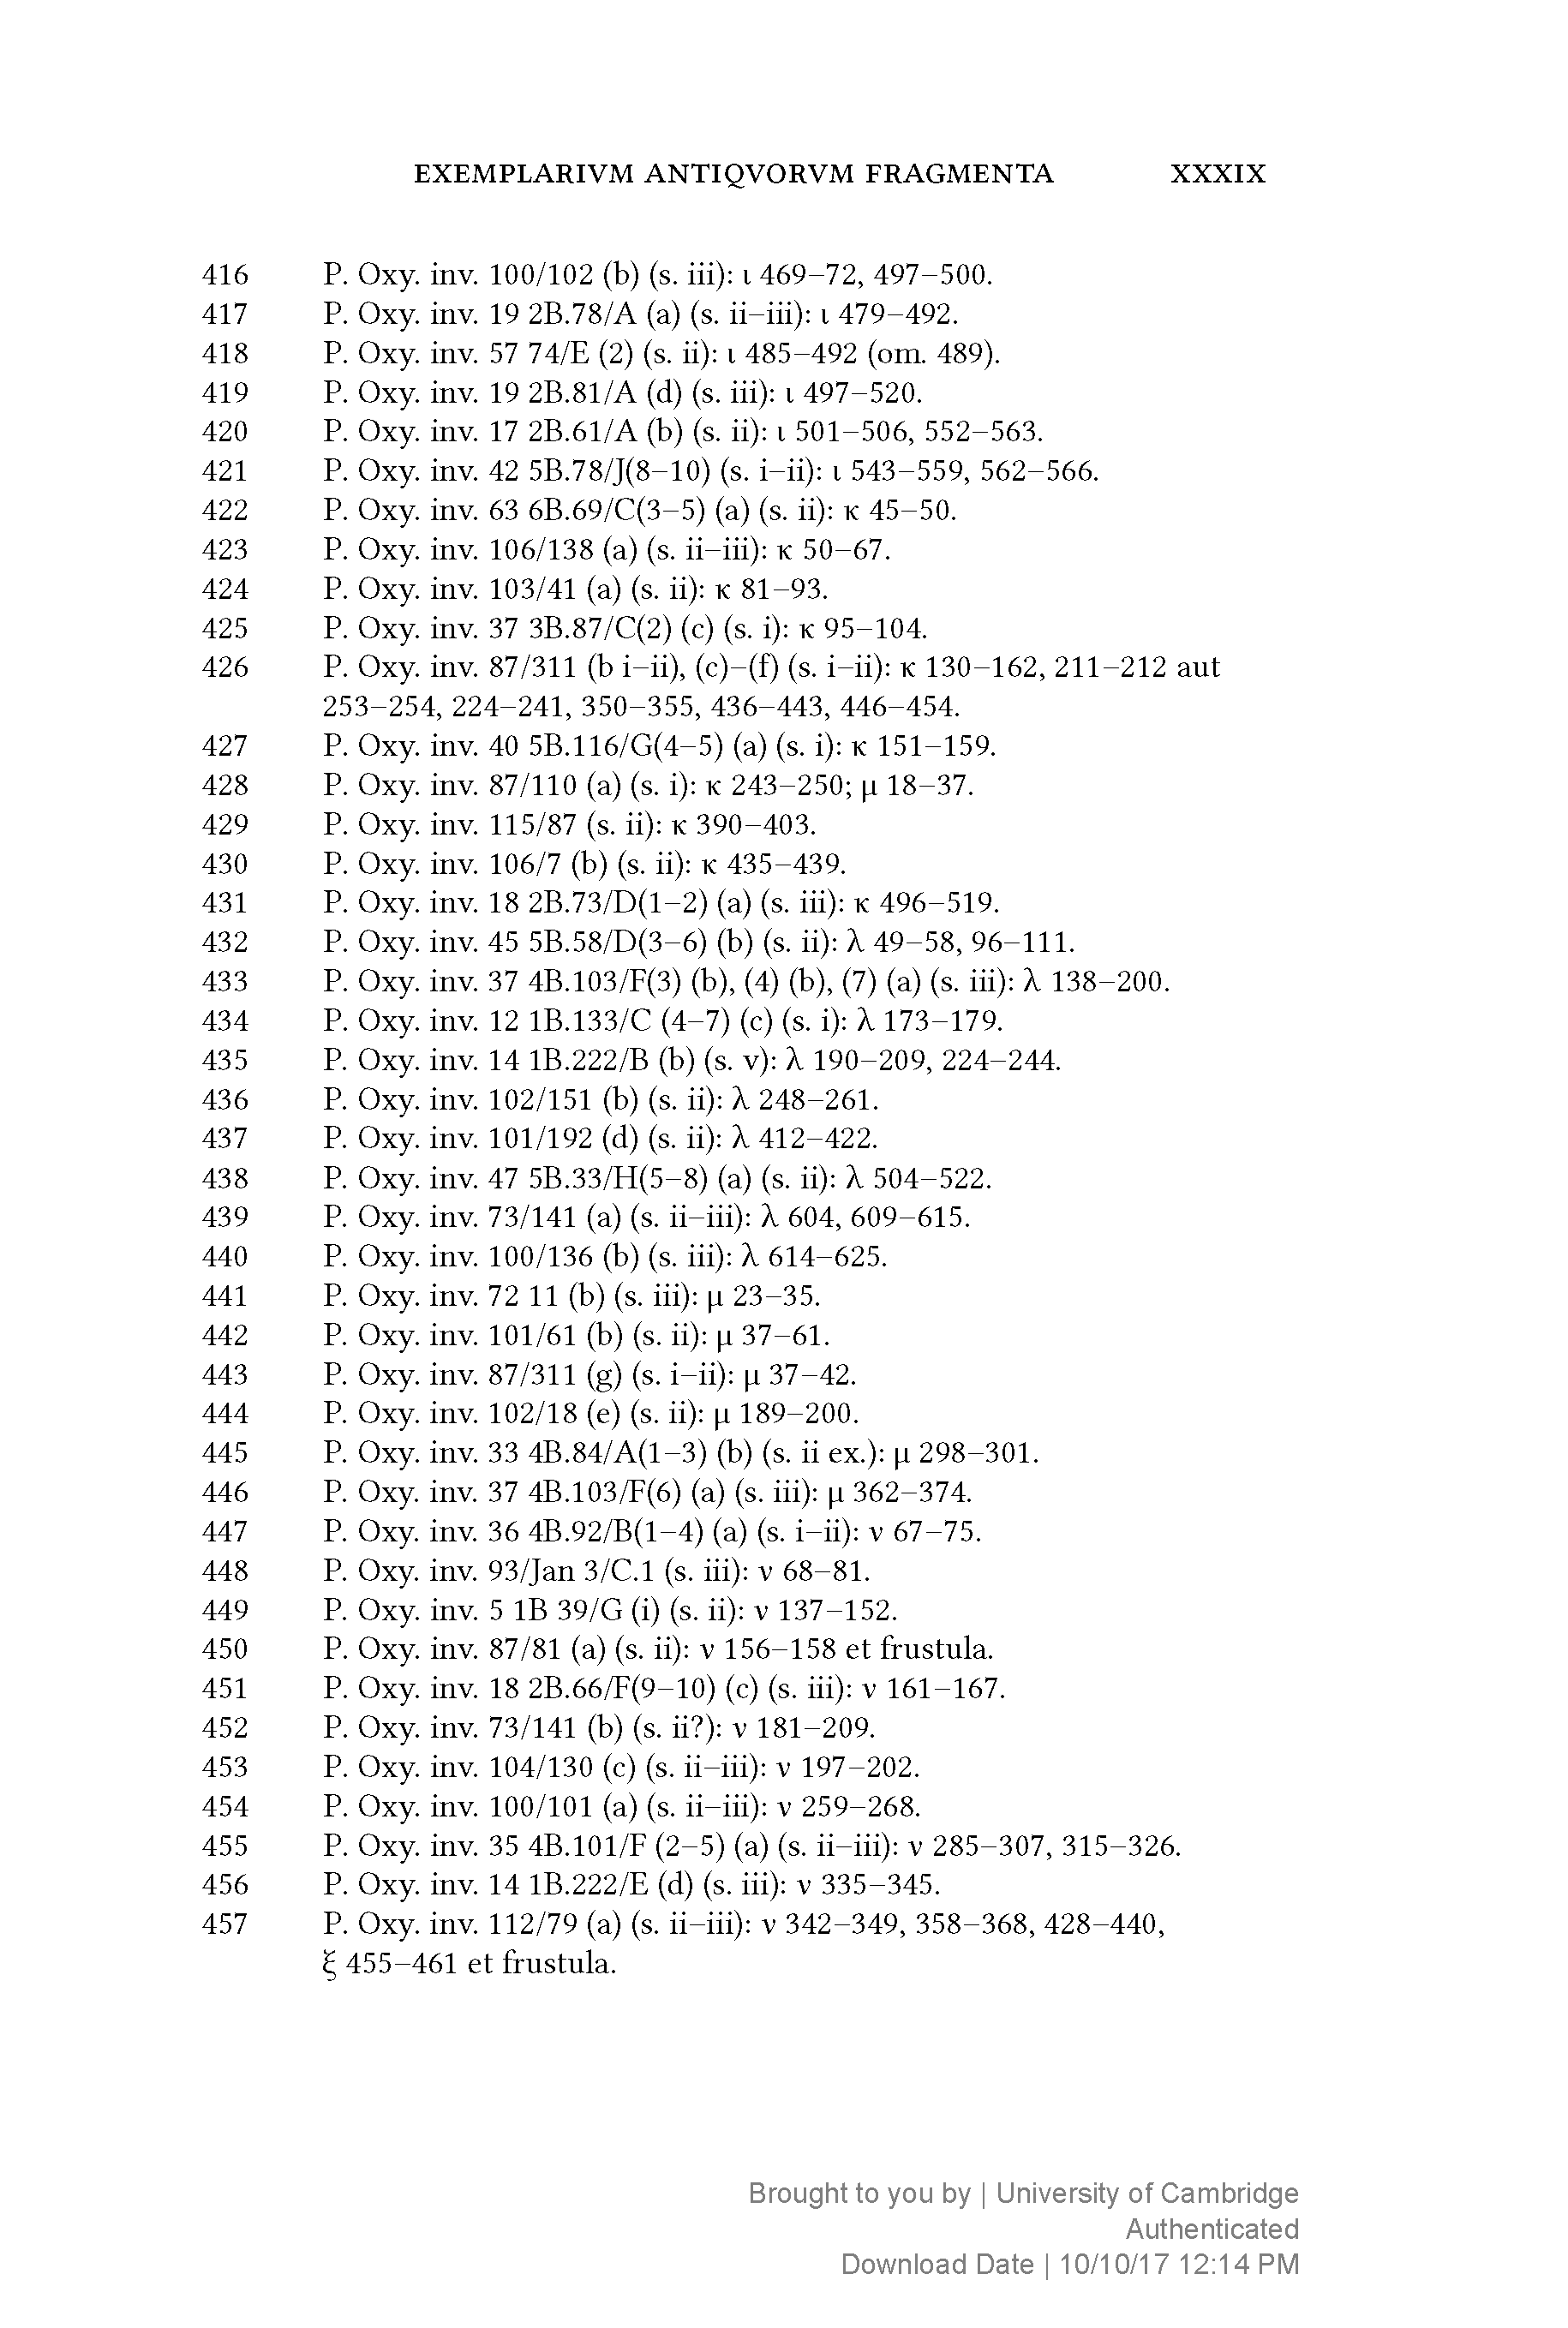 EXEMPLARIVM ANTIQVORVM FRAGMENTA XXXIX
416 P. Oxy. inv. 100/102 (b) (s. iii): ι 469–72, 497–500.
417 P. Oxy. inv. 19 2B.78/A (a) (s. ii–iii): ι 479–492.
418 P. Oxy. inv. 57 74/E (2) (s. ii): ι 485–492 (om. 489).
419 P. Oxy. inv. 19 2B.81/A (d) (s. iii): ι 497–520.
420 P. Oxy. inv. 17 2B.61/A (b) (s. ii): ι 501–506, 552–563.
421 P. Oxy. inv. 42 5B.78/J(8–10) (s. i–ii): ι 543–559, 562–566.
422 P. Oxy. inv. 63 6B.69/C(3–5) (a) (s. ii): κ 45–50.
423 P. Oxy. inv. 106/138 (a) (s. ii–iii): κ 50–67.
424 P. Oxy. inv. 103/41 (a) (s. ii): κ 81–93.
425 P. Oxy. inv. 37 3B.87/C(2) (c) (s. i): κ 95–104.
426 P. Oxy. inv. 87/311 (b i–ii), (c)–(f) (s. i–ii): κ 130–162, 211–212 aut
253–254, 224–241, 350–355, 436–443, 446–454.
427 P. Oxy. inv. 40 5B.116/G(4–5) (a) (s. i): κ 151–159.
428 P. Oxy. inv. 87/110 (a) (s. i): κ 243–250; μ 18–37.
429 P. Oxy. inv. 115/87 (s. ii): κ 390–403.
430 P. Oxy. inv. 106/7 (b) (s. ii): κ 435–439.
431 P. Oxy. inv. 18 2B.73/D(1–2) (a) (s. iii): κ 496–519.
432 P. Oxy. inv. 45 5B.58/D(3–6) (b) (s. ii): λ 49–58, 96–111.
433 P. Oxy. inv. 37 4B.103/F(3) (b), (4) (b), (7) (a) (s. iii): λ 138–200.
434 P. Oxy. inv. 12 1B.133/C (4–7) (c) (s. i): λ 173–179.
435 P. Oxy. inv. 14 1B.222/B (b) (s. v): λ 190–209, 224–244.
436 P. Oxy. inv. 102/151 (b) (s. ii): λ 248–261.
437 P. Oxy. inv. 101/192 (d) (s. ii): λ 412–422.
438 P. Oxy. inv. 47 5B.33/H(5–8) (a) (s. ii): λ 504–522.
439 P. Oxy. inv. 73/141 (a) (s. ii–iii): λ 604, 609–615.
440 P. Oxy. inv. 100/136 (b) (s. iii): λ 614–625.
441 P. Oxy. inv. 72 11 (b) (s. iii): μ 23–35.
442 P. Oxy. inv. 101/61 (b) (s. ii): μ 37–61.
443 P. Oxy. inv. 87/311 (g) (s. i–ii): μ 37–42.
444 P. Oxy. inv. 102/18 (e) (s. ii): μ 189–200.
445 P. Oxy. inv. 33 4B.84/A(1–3) (b) (s. ii ex.): μ 298–301.
446 P. Oxy. inv. 37 4B.103/F(6) (a) (s. iii): μ 362–374.
447 P. Oxy. inv. 36 4B.92/B(1–4) (a) (s. i–ii): ν 67–75.
448 P. Oxy. inv. 93/Jan 3/C.1 (s. iii): ν 68–81.
449 P. Oxy. inv. 5 1B 39/G (i) (s. ii): ν 137–152.
450 P. Oxy. inv. 87/81 (a) (s. ii): ν 156–158 et frustula.
451 P. Oxy. inv. 18 2B.66/F(9–10) (c) (s. iii): ν 161–167.
452 P. Oxy. inv. 73/141 (b) (s. ii?): ν 181–209.
453 P. Oxy. inv. 104/130 (c) (s. ii–iii): ν 197–202.
454 P. Oxy. inv. 100/101 (a) (s. ii–iii): ν 259–268.
455 P. Oxy. inv. 35 4B.101/F (2–5) (a) (s. ii–iii): ν 285–307, 315–326.
456 P. Oxy. inv. 14 1B.222/E (d) (s. iii): ν 335–345.
457 P. Oxy. inv. 112/79 (a) (s. ii–iii): ν 342–349, 358–368, 428–440,
ξ 455–461 et frustula.
Brought to you by | University of Cambridge
Authenticated
Download Date | 10/10/17 12:14 PM